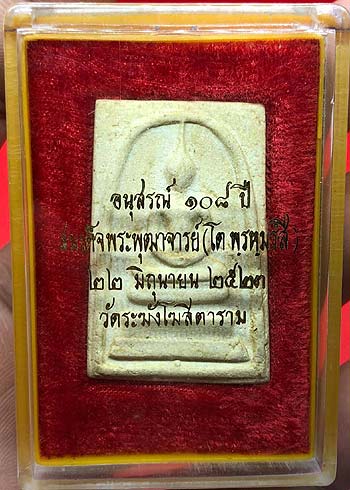 อนุสรณ์ ๑๐๘ ปี
สมเด็จพระพุฒาจารย์(โต พฺรหฺมรํสี)
๒๒ มิถุนายน ๒๕๒๓
วัดระฆังโฆสิตาราม